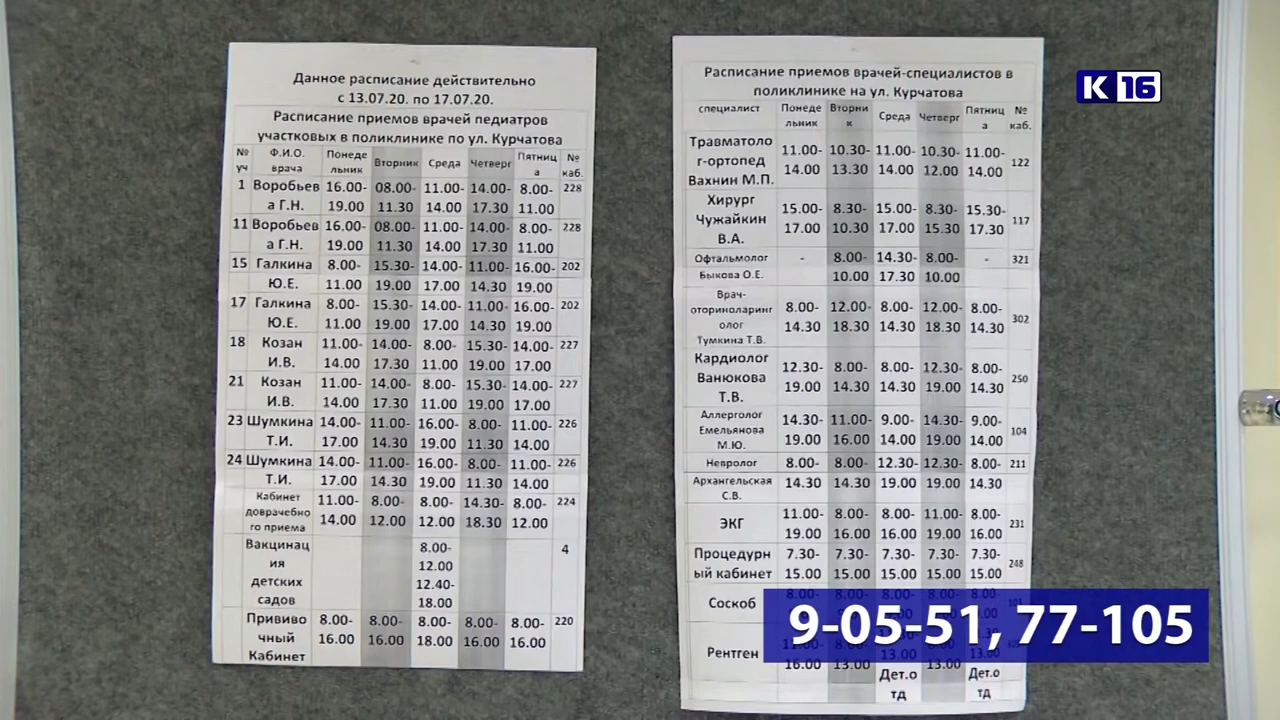 Данное расписание действительно
с 13.07.20. по 17.07.20.
Расписание приемов врачей педиатров
участковых в поликлинике по ул. Курчатова
№ уч Ф.И.О. врача Понедельник Вторник Среда Четверг Пятница № каб.
1 Воробьев 16.00- 08.00- 11.00- 14.00- 8.00- 228
а Г.Н. 19.00 11.30 14.00 17.30 11.00
11 Воробьев 16.00- 08.00- 11.00- 14.00- 8.00- 228
а Г.Н. 19.00 11.30 14.00 17.30 11.00
15 Галкина 8.00- 15.30- 14.00- 11.00- 16.00- 202
Ю.Е. 11.00 19.00 17.00 14.30 19.00
17 Галкина 8.00- 15.30- 14.00- 11.00- 16.00- 202
Ю.Е. 11.00 19.00 17.00 14.30 19.00
18 Козан 11.00- 14.00- 8.00- 15.30- 14.00- 227
И.В. 14.00 17.30 11.00 19.00 17.00
21 Козан 11.00- 14.00- 8.00- 15.30- 14.00- 227
И.В. 14.00 17.30 11.00 19.00 17.00
23 Шумкина 14.00- 11.00- 16.00- 8.00- 11.00- 226
Т.И. 17.00 14.30 19.00 11.30 14.00
24 Шумкина 14.00- 11.00- 16.00- 8.00- 11.00- 226
Т.И. 17.00 14.30 19.00 11.30 14.00
Кабинет 11.00- 8.00- 8.00- 14.30- 8.00- 224
доврачебно
го приема 14.00 12.00 12.00 18.30 12.00
Вакцинац 8.00- 4
ия 12.00
детских 12.40-
садов 18.00
Прививо 8.00- 8.00- 8.00- 8.00- 8.00- 220
чный 16.00 16.00 18.00 16.00 16.00
Кабинет
Расписание приемов врачей-специалистов в
поликлинике на ул. Курчатова
специалист Понедельник Вторник Среда Четверг Пятница № каб.
Травматоло 11.00- 10.30- 11.00- 10.30- 11.00-
г-ортопед 14.00 13.30 14.00 12.00 14.00 122
Вахнин М.П.
Хирург 15.00- 8.30- 15.00- 8.30- 15.30-
Чужайкин 17.00 10.30 17.00 15.30 17.30 117
В.А.
Офтальмолог - 8.00- 14.30- 8.00- - 321
Быкова О.Е. 10.00 17.30 10.00
Врач-
оториноларинг 8.00- 12.00- 8.00- 12.00- 8.00-
олог 14.30 18.30 14.30 18.30 14.30 302
Тумкина Т.В.
Кардиолог 12.30- 8.00- 8.00- 12.30- 8.00-
Ванюкова 19.00 14.30 14.30 19.00 14.30 250
Т.В.
Аллерголог 14.30- 11.00- 9.00- 14.30- 9.00-
Емельянова 19.00 16.00 14.00 19.00 14.00 104
М.Ю.
Невролог 8.00- 8.00- 12.30- 12.30- 8.00- 211
Архангельская 14.30 14.30 19.00 19.00 14.30
С.В.
ЭКГ 11.00- 8.00- 8.00- 11.00- 8.00- 231
19.00 16.00 16.00 19.00 16.00
Процедурн 7.30- 7.30- 7.30- 7.30- 7.30- 248
ый кабинет 15.00 15.00 15.00 15.00 15.00
Соскоб
Рентген
16.00 13.00 13.00 13.00 13.00
Дет.о Дет.о
тд тд
К 16
9-05-51, 77-105